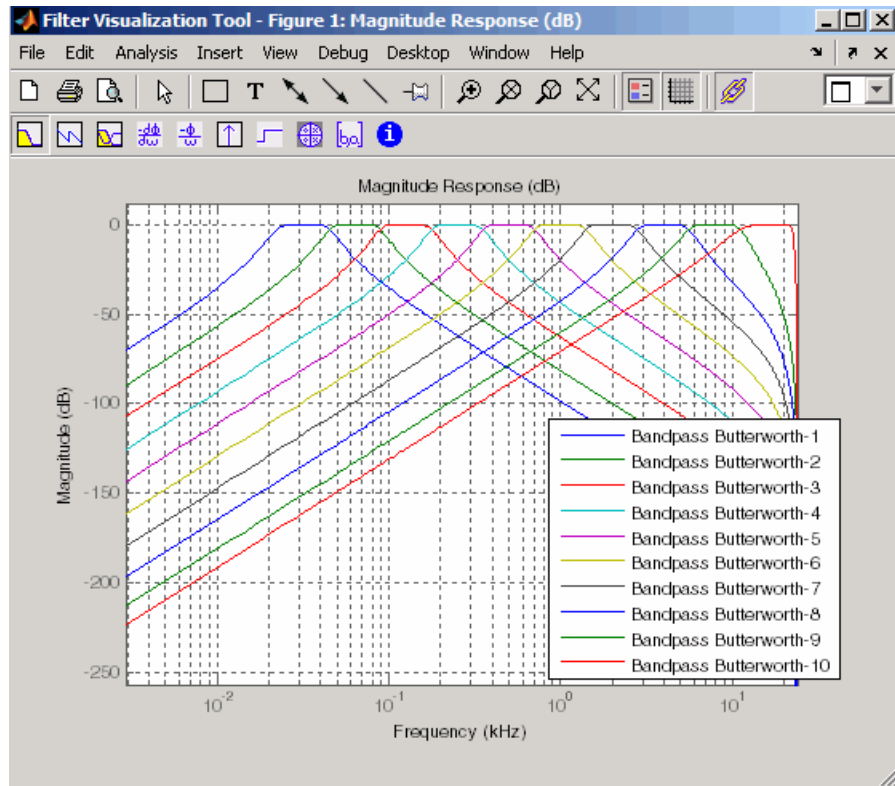 Filter Visualization Tool - Figure 1: Magnitude Response (dB)
File Edit Analysis Insert View Debug Desktop Window Help
T
-dϕ
dω
-ϕ
ω
[b,a]
i
Magnitude Response (dB)
0
-50
-100
-150
-200
-250
Magnitude (dB)
10^-2 10^-1 10^0 10^1
Frequency (kHz)
Bandpass Butterworth-1
Bandpass Butterworth-2
Bandpass Butterworth-3
Bandpass Butterworth-4
Bandpass Butterworth-5
Bandpass Butterworth-6
Bandpass Butterworth-7
Bandpass Butterworth-8
Bandpass Butterworth-9
Bandpass Butterworth-10